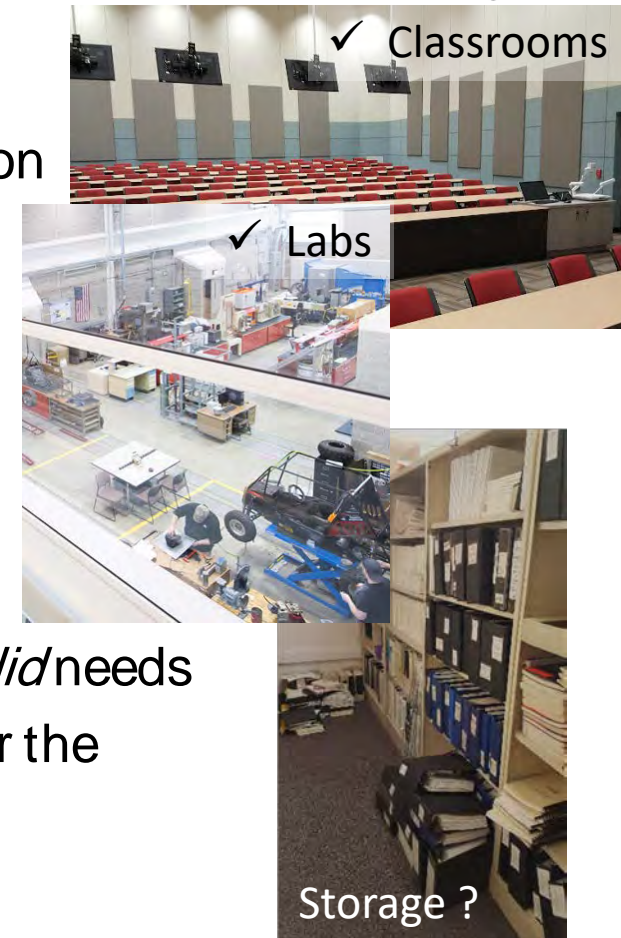 ✓ Classrooms
on
✓ Labs
lid needs
r the
Storage ?